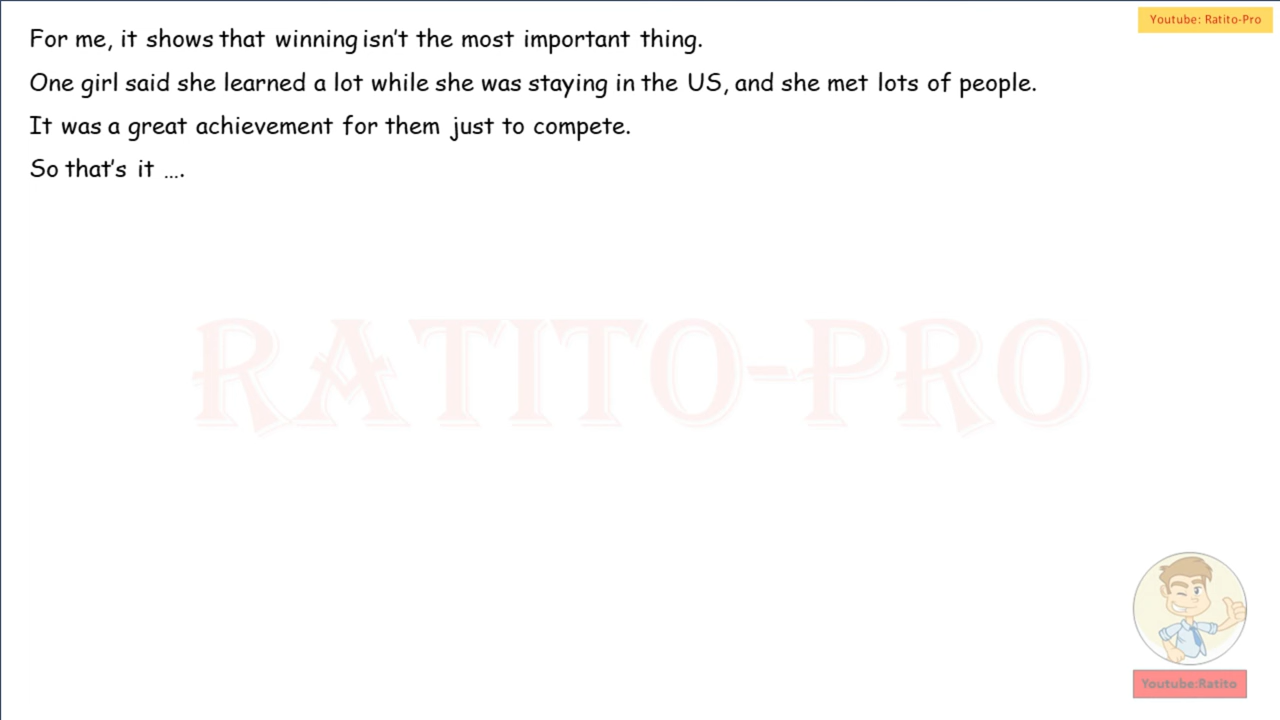 Youtube: Ratito-Pro
For me, it shows that winning isn't the most important thing.
One girl said she learned a lot while she was staying in the US, and she met lots of people.
It was a great achievement for them just to compete.
So that's it ....
RATITO-PRO
Youtube:Ratito